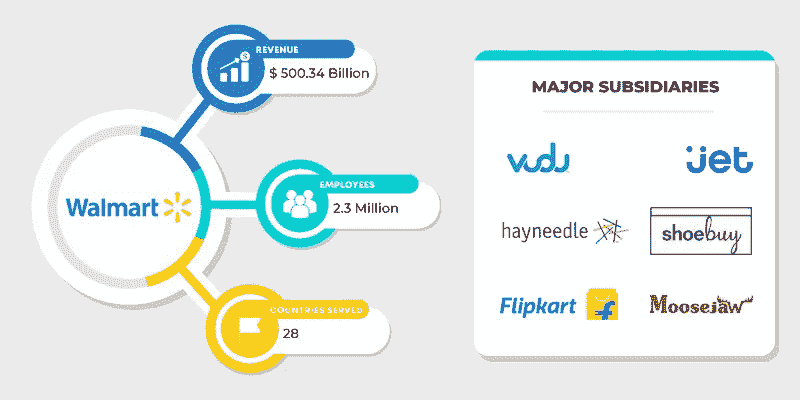 REVENUE
$ 500.34 Billion
Walmart
EMPLOYEES
2.3 Million
COUNTRIES SERVED
28
MAJOR SUBSIDIARIES
vudu
jet
hayneedle
shoebuy
Flipkart
Moosejaw